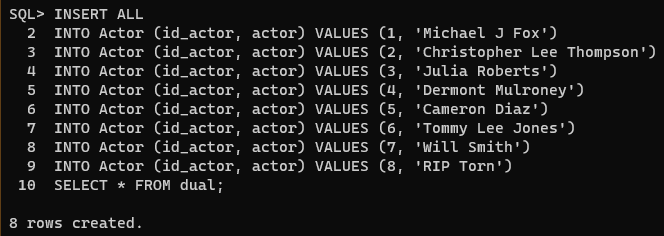 SQL> INSERT ALL
  2  INTO Actor (id_actor, actor) VALUES (1, 'Michael J Fox')
  3  INTO Actor (id_actor, actor) VALUES (2, 'Christopher Lee Thompson')
  4  INTO Actor (id_actor, actor) VALUES (3, 'Julia Roberts')
  5  INTO Actor (id_actor, actor) VALUES (4, 'Dermont Mulroney')
  6  INTO Actor (id_actor, actor) VALUES (5, 'Cameron Diaz')
  7  INTO Actor (id_actor, actor) VALUES (6, 'Tommy Lee Jones')
  8  INTO Actor (id_actor, actor) VALUES (7, 'Will Smith')
  9  INTO Actor (id_actor, actor) VALUES (8, 'RIP Torn')
 10  SELECT * FROM dual;

8 rows created.